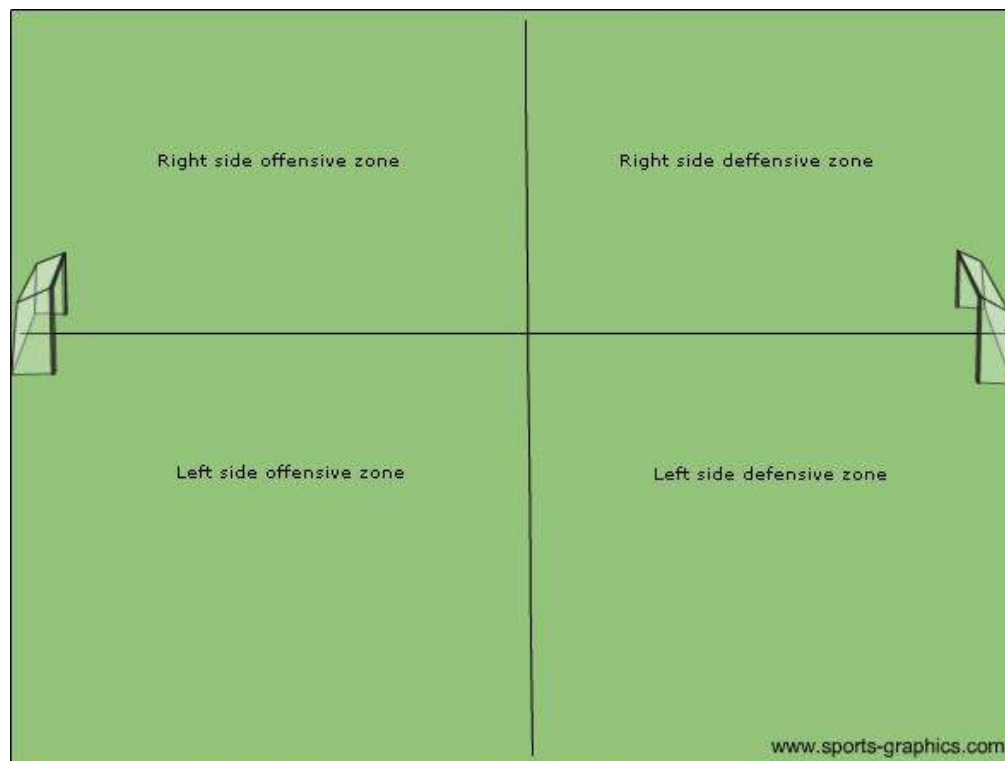 Right side offensive zone
Right side deffensive zone
Left side offensive zone
Left side defensive zone
www.sports-graphics.com